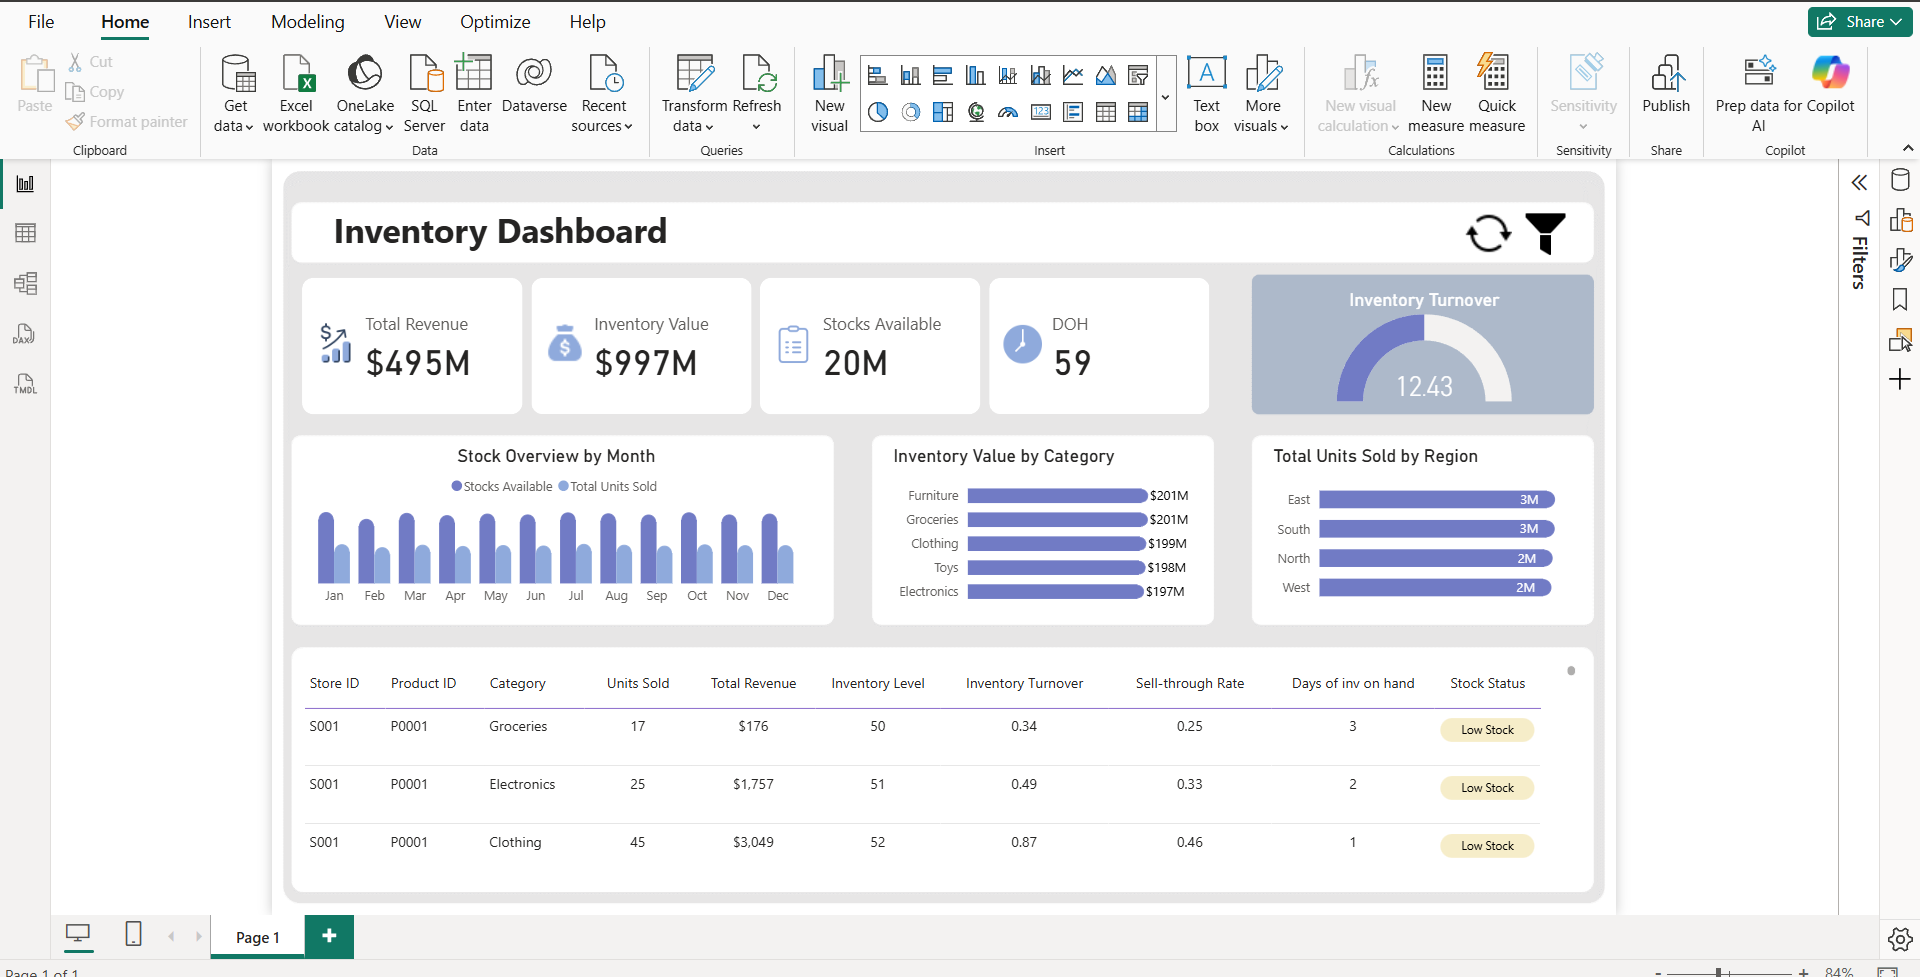 File Home Insert Modeling View Optimize Help Share
Paste
Cut
Copy
Format painter
Clipboard
Get data
Excel workbook
OneLake catalog
SQL Server
Enter data
Dataverse
Recent sources
Data
Transform data
Refresh
Queries
New visual
123
A
Text box
More visuals
Insert
fx
New visual calculation
New measure
Quick measure
Calculations
Sensitivity
Sensitivity
Publish
Share
Prep data for AI
Copilot
Copilot
DAX
TMDL
Filters
Inventory Dashboard
Total Revenue
$495M
Inventory Value
$997M
Stocks Available
20M
DOH
59
Inventory Turnover
12.43
Stock Overview by Month
Stocks Available Total Units Sold
Jan Feb Mar Apr May Jun Jul Aug Sep Oct Nov Dec
Inventory Value by Category
Furniture $201M
Groceries $201M
Clothing $199M
Toys $198M
Electronics $197M
Total Units Sold by Region
East 3M
South 3M
North 2M
West 2M
Store ID Product ID Category Units Sold Total Revenue Inventory Level Inventory Turnover Sell-through Rate Days of inv on hand Stock Status
S001 P0001 Groceries 17 $176 50 0.34 0.25 3 Low Stock
S001 P0001 Electronics 25 $1,757 51 0.49 0.33 2 Low Stock
S001 P0001 Clothing 45 $3,049 52 0.87 0.46 1 Low Stock
Page 1
Page 1 of 1
84%